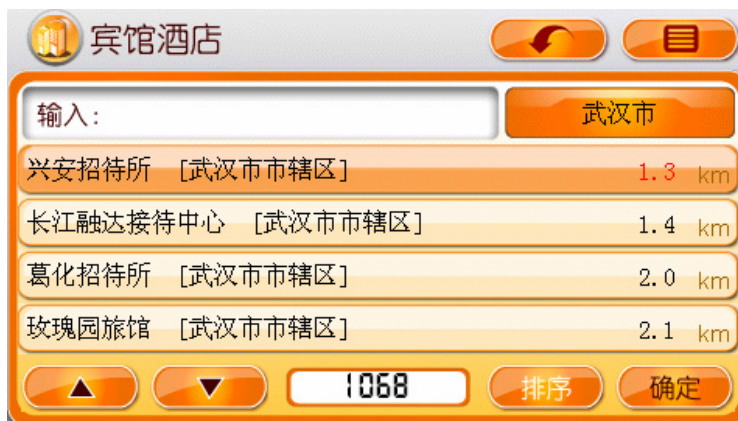 宾馆酒店
输入: 武汉市
兴安招待所 [武汉市市辖区] 1.3 km
长江融达接待中心 [武汉市市辖区] 1.4 km
葛化招待所 [武汉市市辖区] 2.0 km
玫瑰园旅馆 [武汉市市辖区] 2.1 km
1068 排序 确定